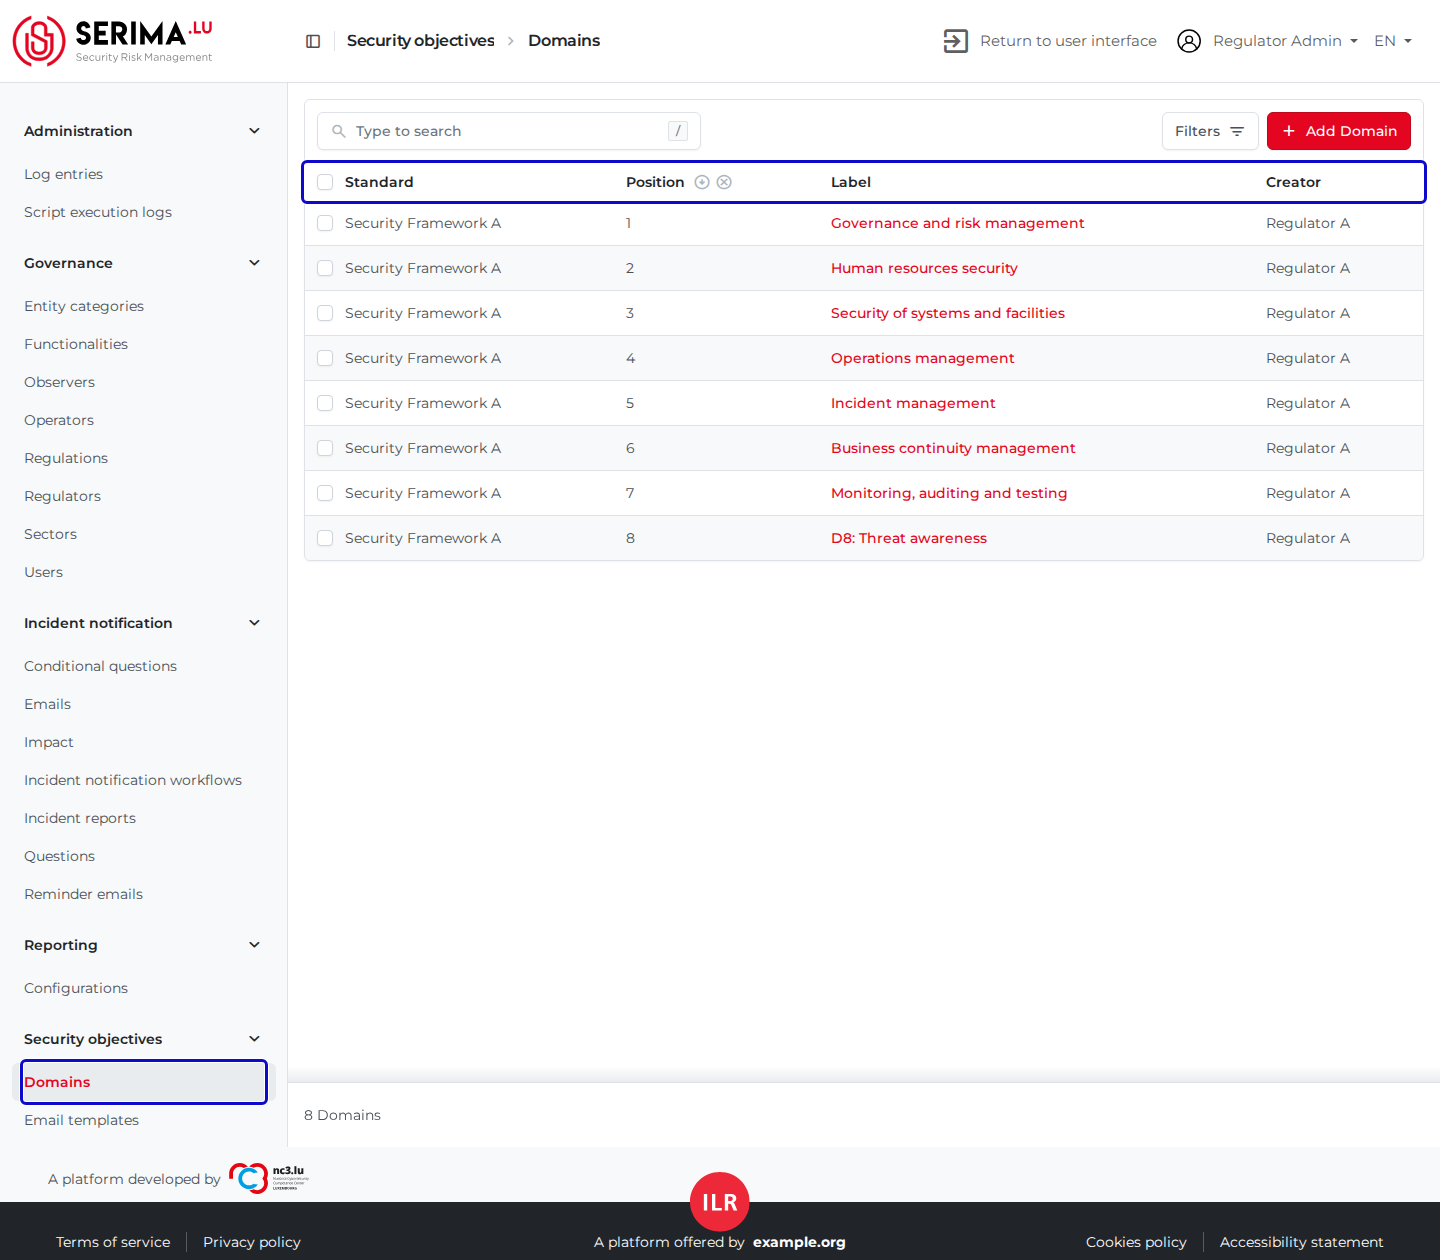 SERIMA.LU
Security Risk Management
Security objectives > Domains
Return to user interface
Regulator Admin
EN
Administration
Log entries
Script execution logs
Governance
Entity categories
Functionalities
Observers
Operators
Regulations
Regulators
Sectors
Users
Incident notification
Conditional questions
Emails
Impact
Incident notification workflows
Incident reports
Questions
Reminder emails
Reporting
Configurations
Security objectives
Domains
Email templates
Type to search /
Filters
+ Add Domain
Standard Position Label Creator
Security Framework A 1 Governance and risk management Regulator A
Security Framework A 2 Human resources security Regulator A
Security Framework A 3 Security of systems and facilities Regulator A
Security Framework A 4 Operations management Regulator A
Security Framework A 5 Incident management Regulator A
Security Framework A 6 Business continuity management Regulator A
Security Framework A 7 Monitoring, auditing and testing Regulator A
Security Framework A 8 D8: Threat awareness Regulator A
8 Domains
A platform developed by nc3.lu
ILR
Terms of service Privacy policy
A platform offered by example.org
Cookies policy Accessibility statement